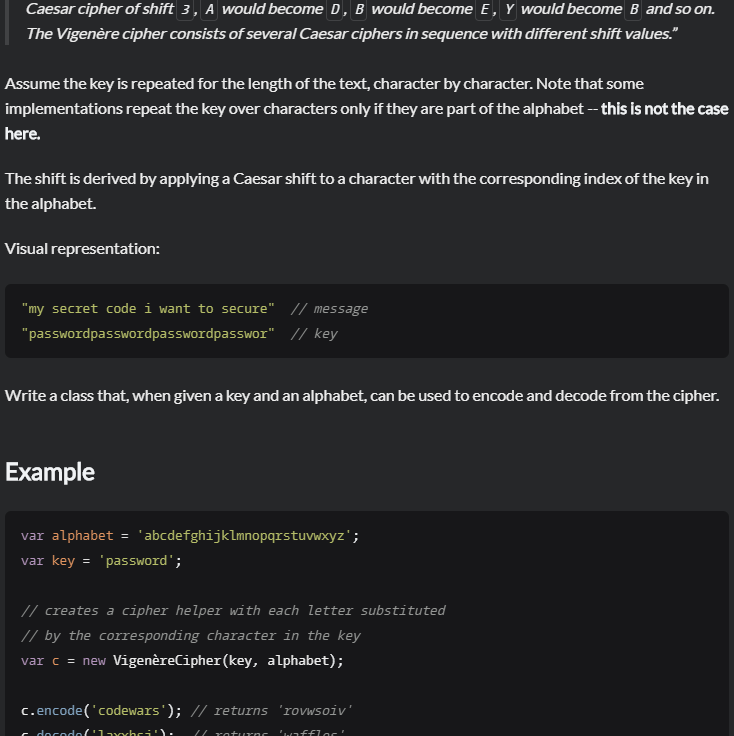 Caesar cipher of shift 3, A would become D, B would become E, Y would become B and so on.
The Vigenère cipher consists of several Caesar ciphers in sequence with different shift values."
Assume the key is repeated for the length of the text, character by character. Note that some
implementations repeat the key over characters only if they are part of the alphabet -- this is not the case
here.
The shift is derived by applying a Caesar shift to a character with the corresponding index of the key in
the alphabet.
Visual representation:
"my secret code i want to secure"  // message
"passwordpasswordpasswordpasswor"  // key
Write a class that, when given a key and an alphabet, can be used to encode and decode from the cipher.
Example
var alphabet = 'abcdefghijklmnopqrstuvwxyz';
var key = 'password';
// creates a cipher helper with each letter substituted
// by the corresponding character in the key
var c = new VigenèreCipher(key, alphabet);
c.encode('codewars'); // returns 'rovwsoiv'
c.decode('laxxhsj');  // returns 'waffles'